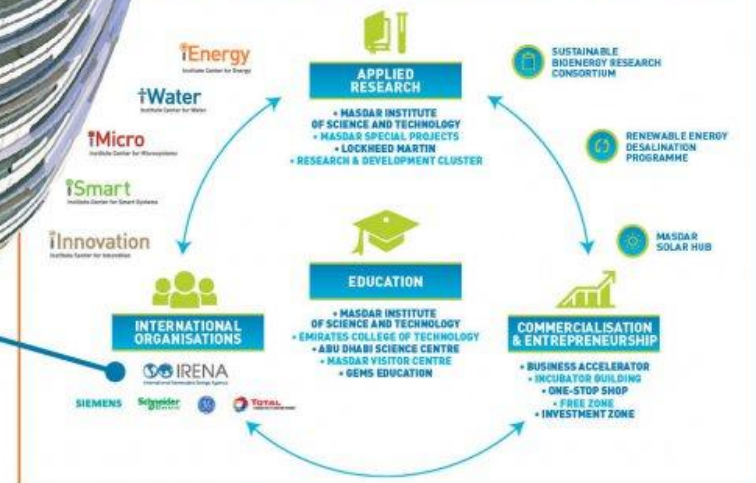 iEnergy
Institute Center for Energy
iWater
Institute Center for Water
iMicro
Institute Center for Microsystems
iSmart
Institute Center for Smart Systems
iInnovation
Institute Center for Innovation
APPLIED
RESEARCH
• MASDAR INSTITUTE
OF SCIENCE AND TECHNOLOGY
• MASDAR SPECIAL PROJECTS
• LOCKHEED MARTIN
• RESEARCH & DEVELOPMENT CLUSTER
SUSTAINABLE
BIOENERGY RESEARCH
CONSORTIUM
RENEWABLE ENERGY
DESALINATION
PROGRAMME
MASDAR
SOLAR HUB
EDUCATION
• MASDAR INSTITUTE
OF SCIENCE AND TECHNOLOGY
• EMIRATES COLLEGE OF TECHNOLOGY
• ABU DHABI SCIENCE CENTRE
• MASDAR VISITOR CENTRE
• GEMS EDUCATION
INTERNATIONAL
ORGANISATIONS
IRENA
International Renewable Energy Agency
SIEMENS
Schneider
Electric
TOTAL
COMMERCIALISATION
& ENTREPRENEURSHIP
• BUSINESS ACCELERATOR
• INCUBATOR BUILDING
• ONE-STOP SHOP
• FREE ZONE
• INVESTMENT ZONE